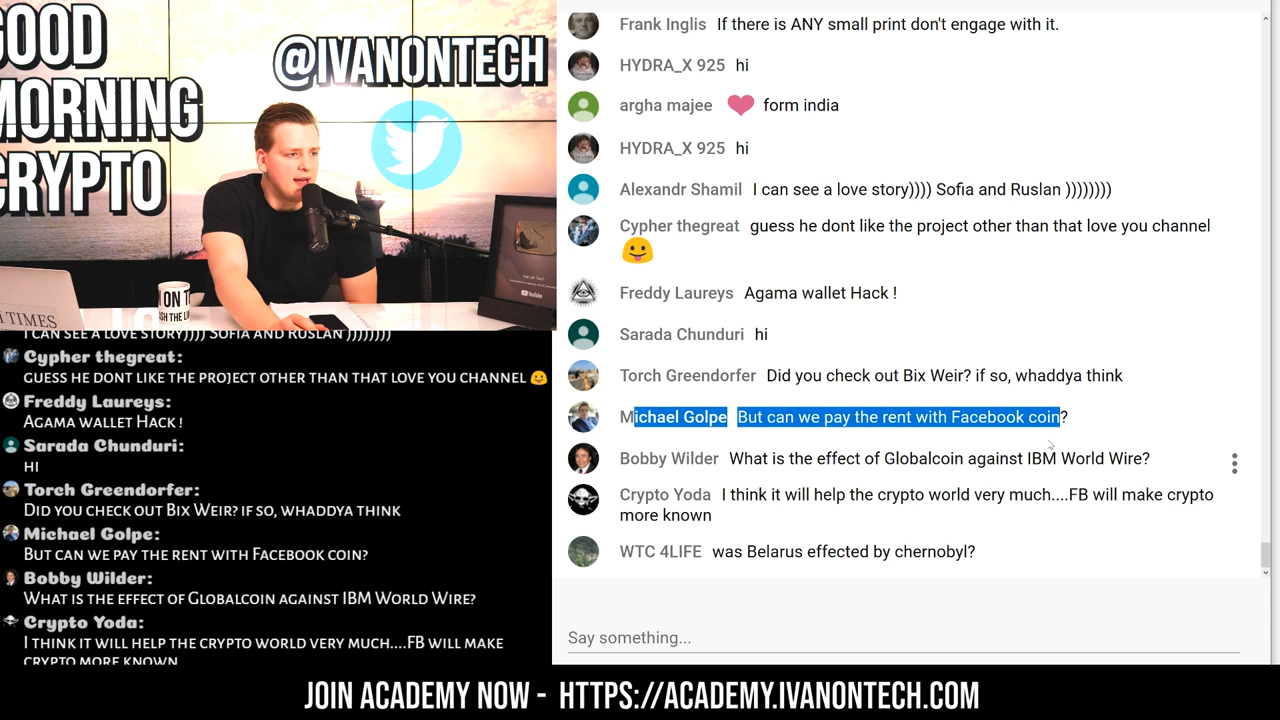 GOOD
MORNING
CRYPTO
@IVANONTECH
ON T
TIMES
YouTube
I CAN SEE A LOVE STORY)))) SOFIA AND RUSLAN ))))))))
Cypher thegreat:
GUESS HE DONT LIKE THE PROJECT OTHER THAN THAT LOVE YOU CHANNEL 😛
Freddy Laureys:
AGAMA WALLET HACK !
Sarada Chunduri:
HI
Torch Greendorfer:
DID YOU CHECK OUT BIX WEIR? IF SO, WHADDYA THINK
Michael Golpe:
BUT CAN WE PAY THE RENT WITH FACEBOOK COIN?
Bobby Wilder:
WHAT IS THE EFFECT OF GLOBALCOIN AGAINST IBM WORLD WIRE?
Crypto Yoda:
I THINK IT WILL HELP THE CRYPTO WORLD VERY MUCH....FB WILL MAKE
CRYPTO MORE KNOWN
Frank Inglis If there is ANY small print don't engage with it.
HYDRA_X 925 hi
argha majee ❤ form india
HYDRA_X 925 hi
Alexandr Shamil I can see a love story)))) Sofia and Ruslan ))))))))
Cypher thegreat guess he dont like the project other than that love you channel
😛
Freddy Laureys Agama wallet Hack !
Sarada Chunduri hi
Torch Greendorfer Did you check out Bix Weir? if so, whaddya think
Michael Golpe But can we pay the rent with Facebook coin?
Bobby Wilder What is the effect of Globalcoin against IBM World Wire?
Crypto Yoda I think it will help the crypto world very much....FB will make crypto
more known
WTC 4LIFE was Belarus effected by chernobyl?
Say something...
JOIN ACADEMY NOW - HTTPS://ACADEMY.IVANONTECH.COM